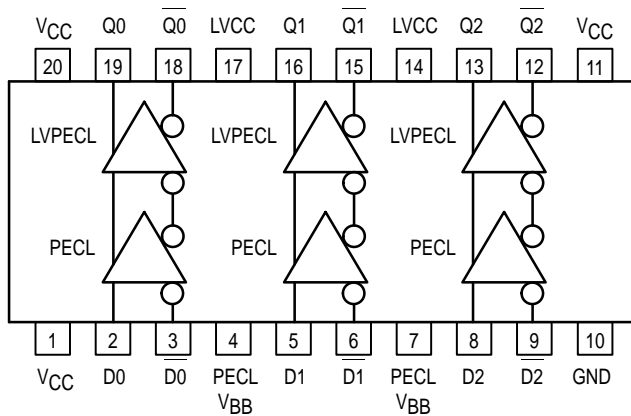 VCC Q0 Q0 LVCC Q1 Q1 LVCC Q2 Q2 VCC
20 19 18 17 16 15 14 13 12 11
LVPECL LVPECL LVPECL
PECL PECL PECL
1 2 3 4 5 6 7 8 9 10
VCC D0 D0 PECL D1 D1 PECL D2 D2 GND
VBB VBB